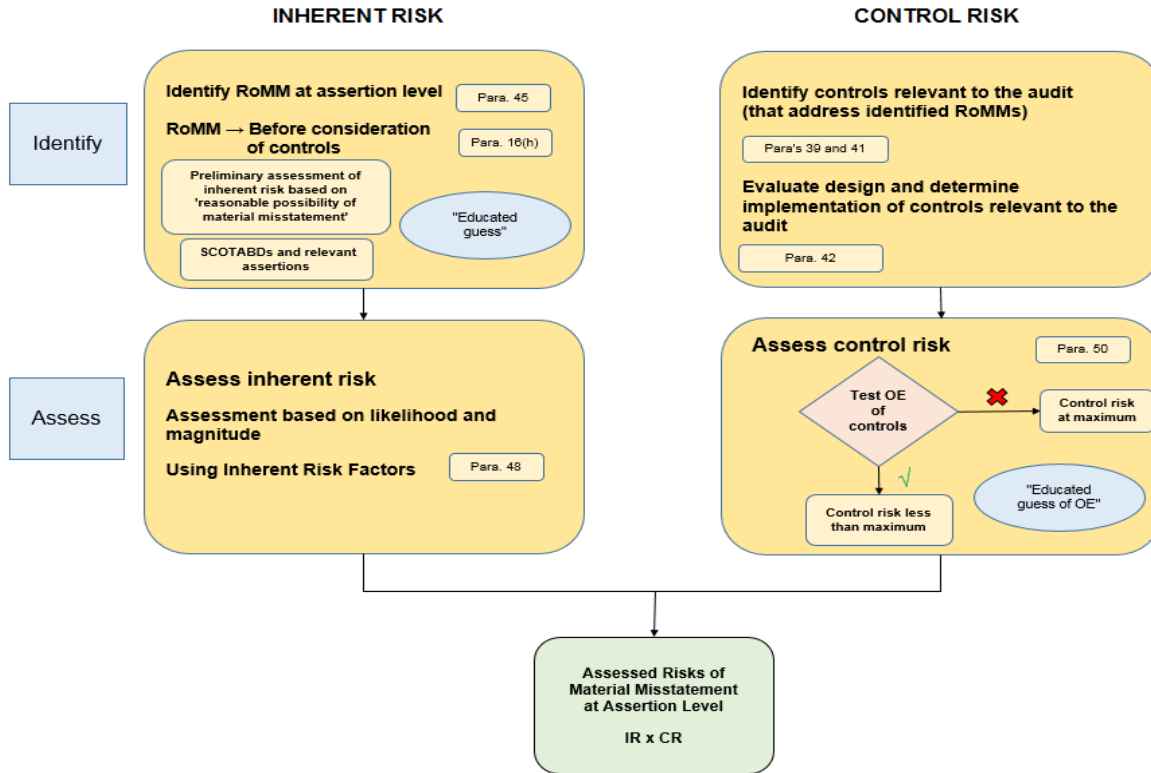 INHERENT RISK
CONTROL RISK
Identify
Identify RoMM at assertion level
Para. 45
RoMM → Before consideration
of controls
Para. 16(h)
Preliminary assessment of
inherent risk based on
'reasonable possibility of
material misstatement'
"Educated
guess"
SCOTABDs and relevant
assertions
Identify controls relevant to the audit
(that address identified RoMMs)
Para's 39 and 41
Evaluate design and determine
implementation of controls relevant to the
audit
Para. 42
Assess
Assess inherent risk
Assessment based on likelihood and
magnitude
Using Inherent Risk Factors
Para. 48
Assess control risk
Para. 50
Test OE
of
controls
Control risk
at maximum
√
Control risk less
than maximum
"Educated
guess of OE"
Assessed Risks of
Material Misstatement
at Assertion Level
IR x CR